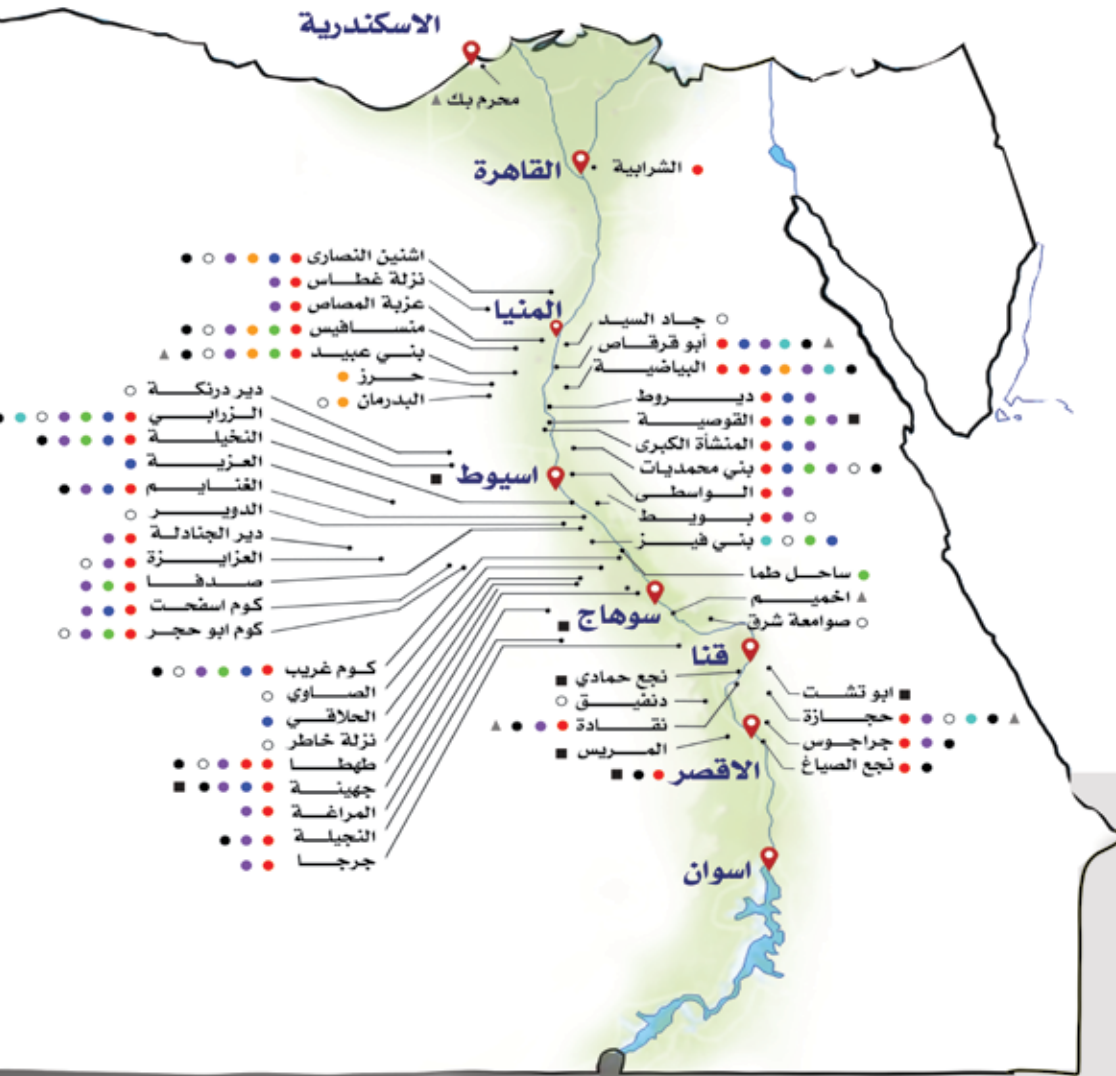 الاسكندرية
محرم بك
القاهرة
الشرابية
اشنين النصارى
نزلة غطاس
عزبة المصاص
المنيا
منسافيس
بني عبيد
حرز
البدرمان
جاد السيد
أبو قرقاص
البياضية
ديروط
القوصية
المنشأة الكبرى
بني محمديات
الواسطى
بويط
بني فيز
دير درنكة
الزرابي
النخيلة
العزية
الغنايم
الدوير
دير الجنادلة
العزايزة
صدفا
كوم اسفحت
كوم ابو حجر
اسيوط
ساحل طما
اخميم
صوامعة شرق
سوهاج
كوم غريب
الصاوي
الحلاقي
نزلة خاطر
طهطا
جهينة
المراغة
النجيلة
جرجا
قنا
نجع حمادي
دنفيق
نقادة
المريس
ابو تشت
حجازة
جراجوس
نجع الصياغ
الاقصر
اسوان